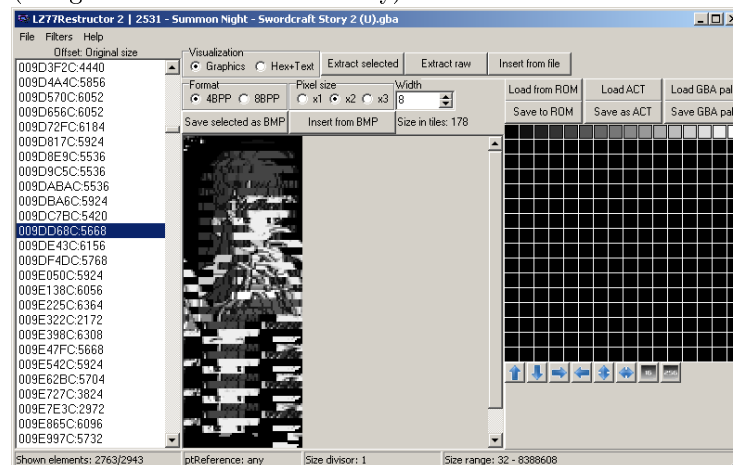 LZ77Restructor 2 | 2531 - Summon Night - Swordcraft Story 2 (U).gba
File Filters Help
Offset: Original size
009D3F2C:4440
009D4A4C:5856
009D570C:6052
009D656C:6052
009D72FC:6184
009D817C:5924
009D8E9C:5536
009D9C5C:5536
009DABAC:5536
009DBA6C:5924
009DC7BC:5420
009DD68C:5668
009DE43C:6156
009DF4DC:5768
009E050C:5924
009E138C:6056
009E225C:6364
009E322C:2172
009E398C:6308
009E47FC:5668
009E542C:5924
009E62BC:5704
009E727C:3824
009E7E3C:2972
009E865C:6096
009E997C:5732
Visualization
Graphics Hex+Text
Extract selected
Extract raw
Insert from file
Format
4BPP 8BPP
Pixel size
x1 x2 x3
Width
8
Save selected as BMP
Insert from BMP
Size in tiles: 178
Load from ROM
Load ACT
Load GBA pal
Save to ROM
Save as ACT
Save GBA pal
16
256
Shown elements: 2763/2943
ptReference: any
Size divisor: 1
Size range: 32 - 8388608